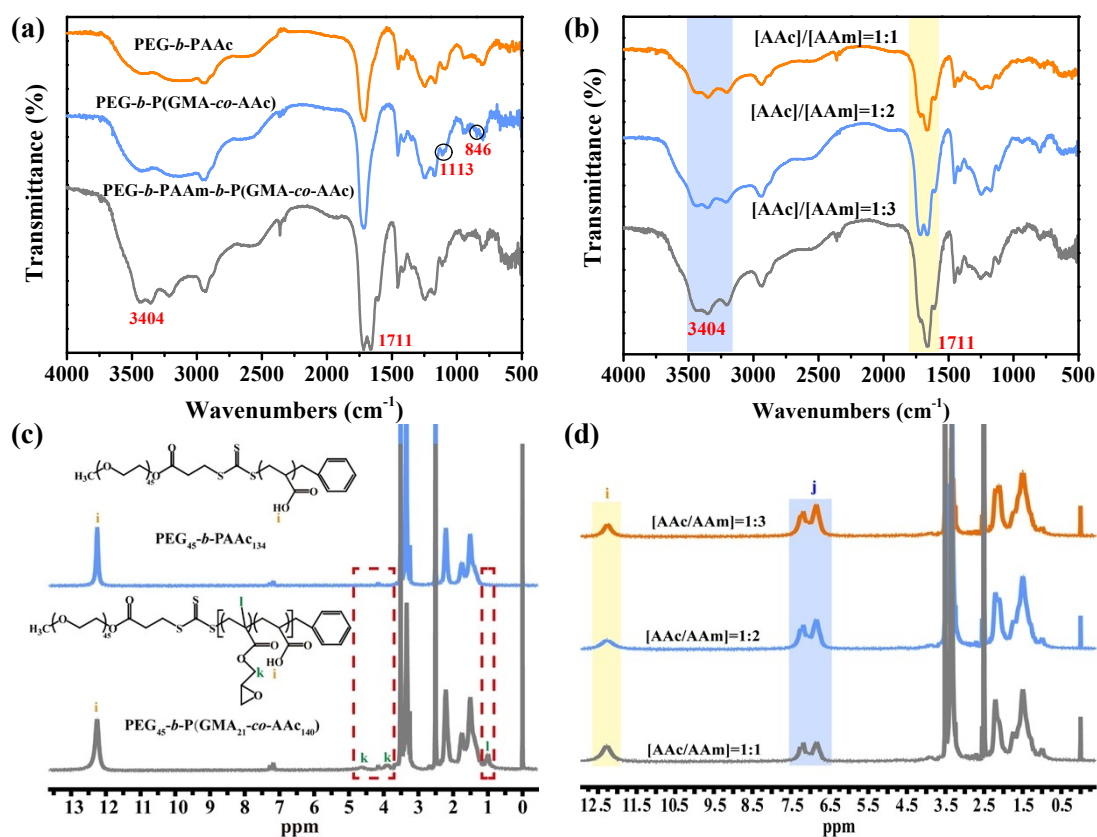 (a)
PEG-b-PAAc
PEG-b-P(GMA-co-AAc)
846
1113
PEG-b-PAAm-b-P(GMA-co-AAc)
3404
1711
Transmittance (%)
4000 3500 3000 2500 2000 1500 1000 500
Wavenumbers (cm⁻¹)
(b)
[AAc]/[AAm]=1:1
[AAc]/[AAm]=1:2
[AAc]/[AAm]=1:3
3404
1711
Transmittance (%)
4000 3500 3000 2500 2000 1500 1000 500
Wavenumbers (cm⁻¹)
(c)
H₃C
O
45
O
O
S
S
S
HO
O
i
i
PEG₄₅-b-PAAc₁₃₄
H₃C
O
45
O
O
S
S
S
l
O
O
HO
O
k
i
O
i
PEG₄₅-b-P(GMA₂₁-co-AAc₁₄₀)
k
k
l
13 12 11 10 9 8 7 6 5 4 3 2 1 0
ppm
(d)
i
j
[AAc/AAm]=1:3
[AAc/AAm]=1:2
[AAc/AAm]=1:1
12.5 11.5 10.5 9.5 8.5 7.5 6.5 5.5 4.5 3.5 2.5 1.5 0.5
ppm